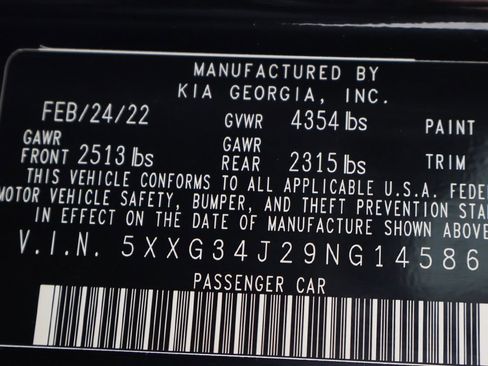 MANUFACTURED BY
KIA GEORGIA, INC.
FEB/24/22 GVWR 4354 lbs PAINT
GAWR FRONT 2513 lbs GAWR REAR 2315 lbs TRIM
THIS VEHICLE CONFORMS TO ALL APPLICABLE U.S.A. FEDE
MOTOR VEHICLE SAFETY, BUMPER, AND THEFT PREVENTION STA
IN EFFECT ON THE DATE OF MANUFACTURE SHOWN ABOVE
V.I.N. 5XXG34J29NG14586
PASSENGER CAR